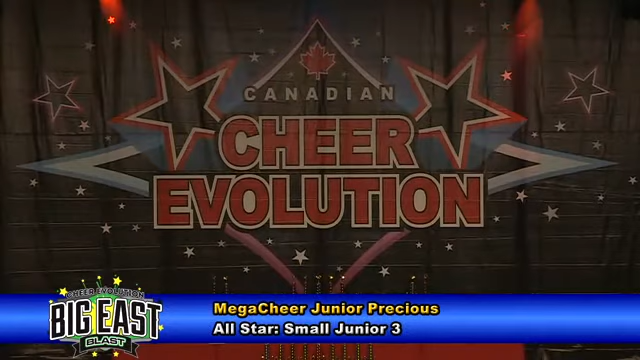 CANADIAN
CHEER
EVOLUTION
CHEER EVOLUTION
BIG EAST
BLAST
MegaCheer Junior Precious
All Star: Small Junior 3